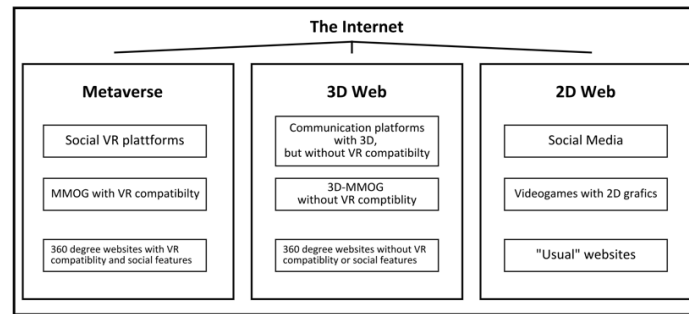 The Internet
Metaverse
Social VR plattforms
MMOG with VR compatibilty
360 degree websites with VR
compatiblity and social features
3D Web
Communication platforms
with 3D,
but without VR compatibilty
3D-MMOG
without VR comptiblity
360 degree websites without VR
compatiblity or social features
2D Web
Social Media
Videogames with 2D grafics
"Usual" websites